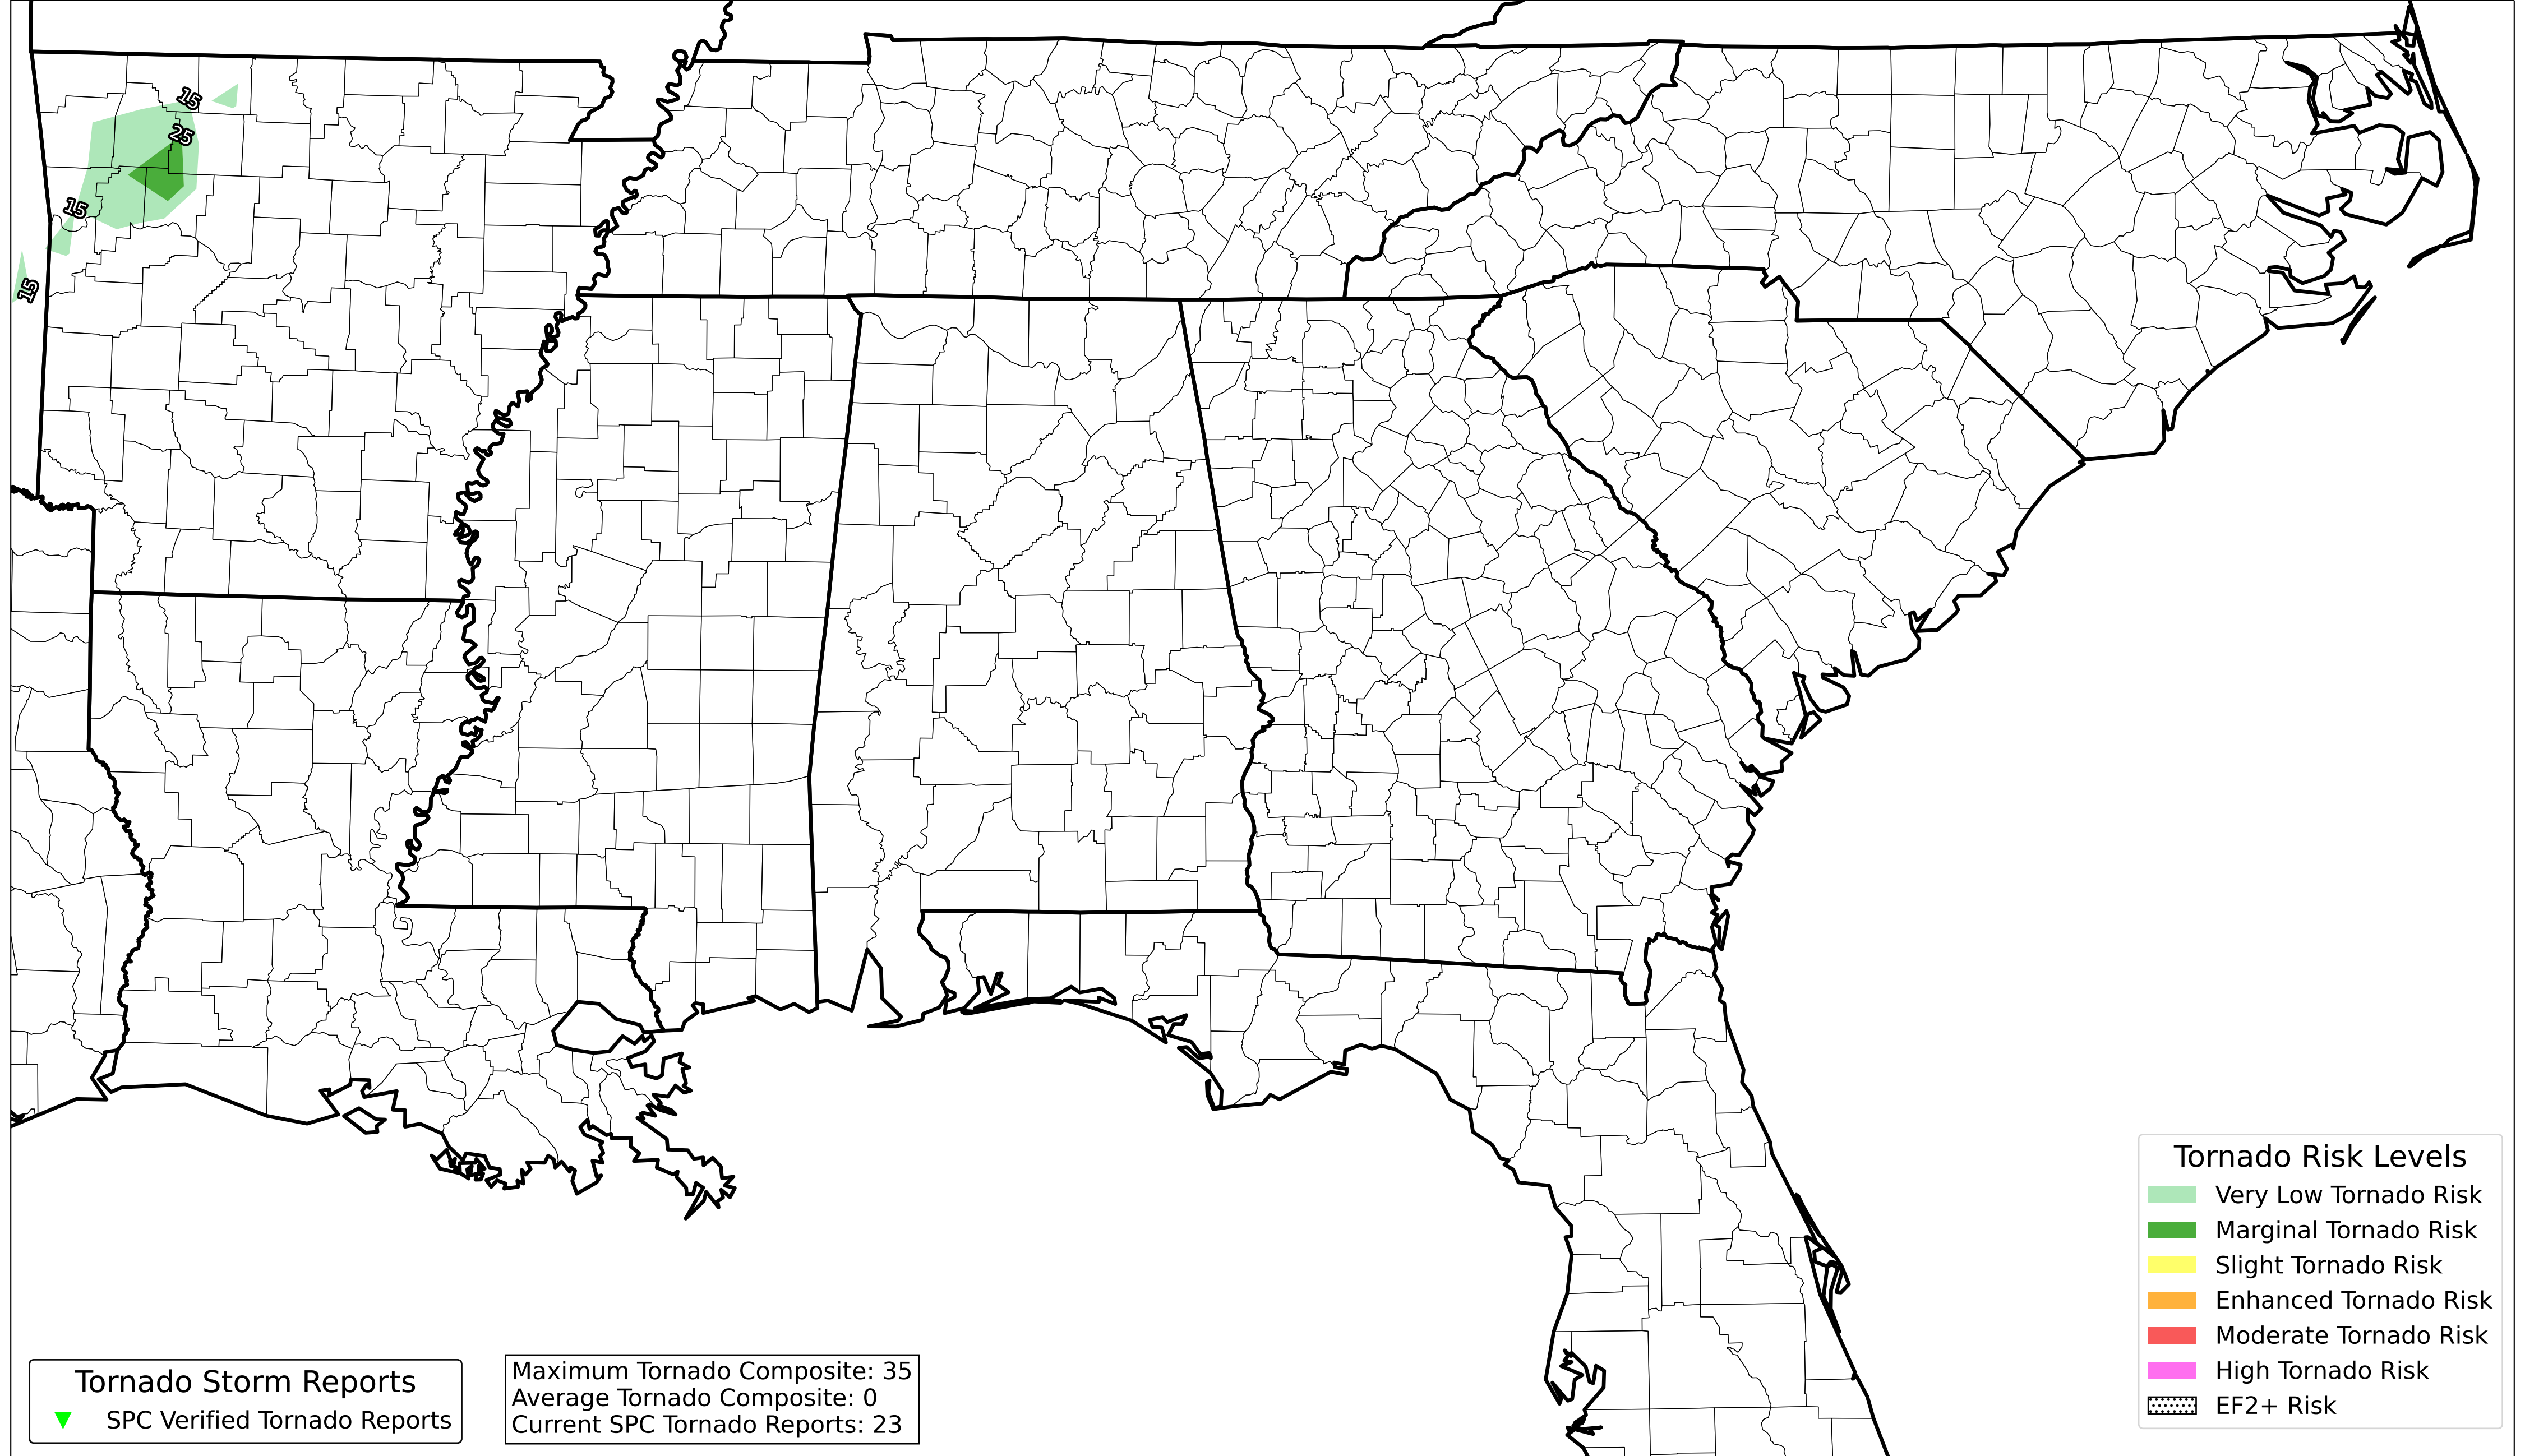 15
25
15
15
Tornado Risk Levels
Very Low Tornado Risk
Marginal Tornado Risk
Slight Tornado Risk
Enhanced Tornado Risk
Moderate Tornado Risk
High Tornado Risk
EF2+ Risk
Tornado Storm Reports
SPC Verified Tornado Reports
Maximum Tornado Composite: 35
Average Tornado Composite: 0
Current SPC Tornado Reports: 23